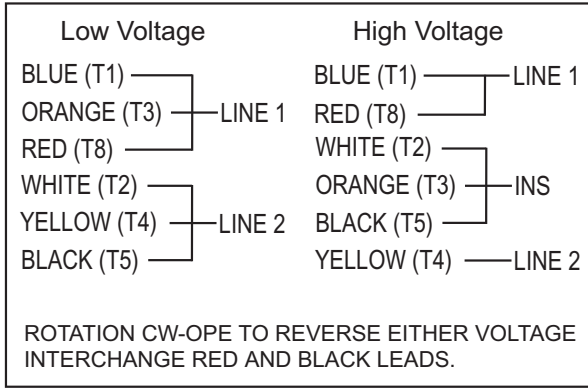 Low Voltage
BLUE (T1)
ORANGE (T3) LINE 1
RED (T8)
WHITE (T2)
YELLOW (T4) LINE 2
BLACK (T5)
High Voltage
BLUE (T1) LINE 1
RED (T8)
WHITE (T2)
ORANGE (T3) INS
BLACK (T5)
YELLOW (T4) LINE 2
ROTATION CW-OPE TO REVERSE EITHER VOLTAGE
INTERCHANGE RED AND BLACK LEADS.